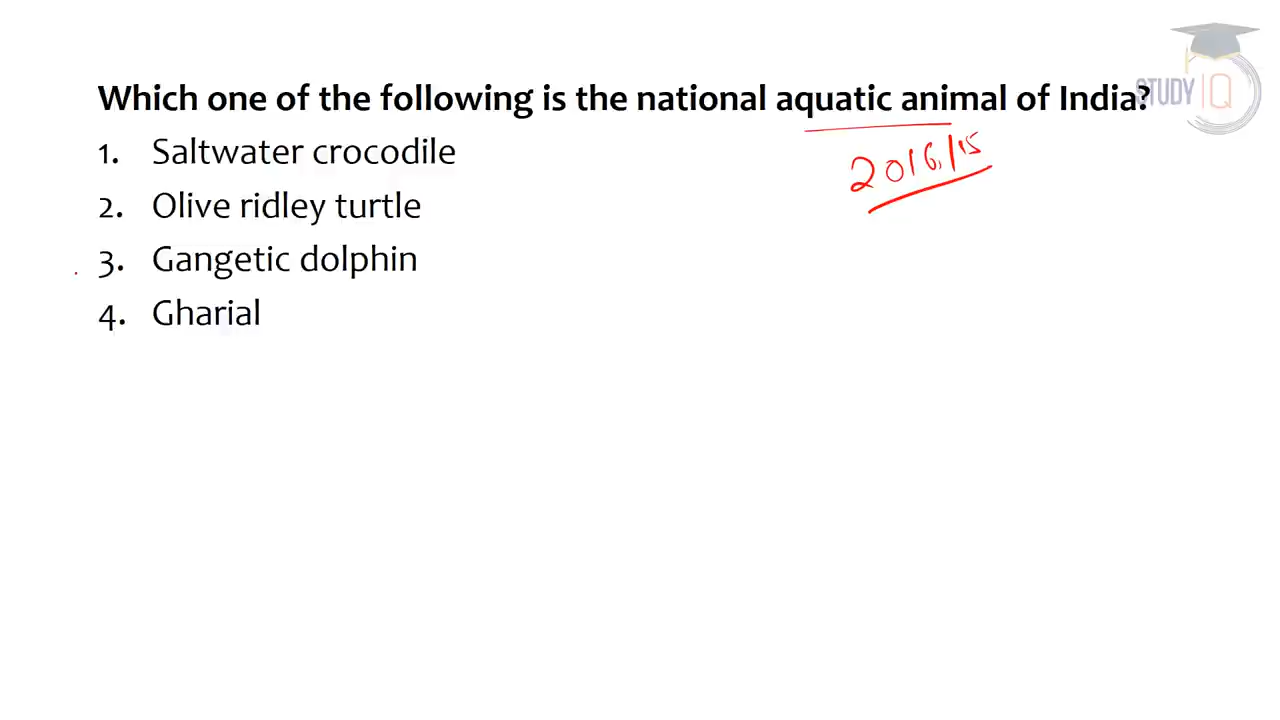 Which one of the following is the national aquatic animal of India?
1. Saltwater crocodile
2. Olive ridley turtle
3. Gangetic dolphin
4. Gharial
2016/15
STUDY IQ